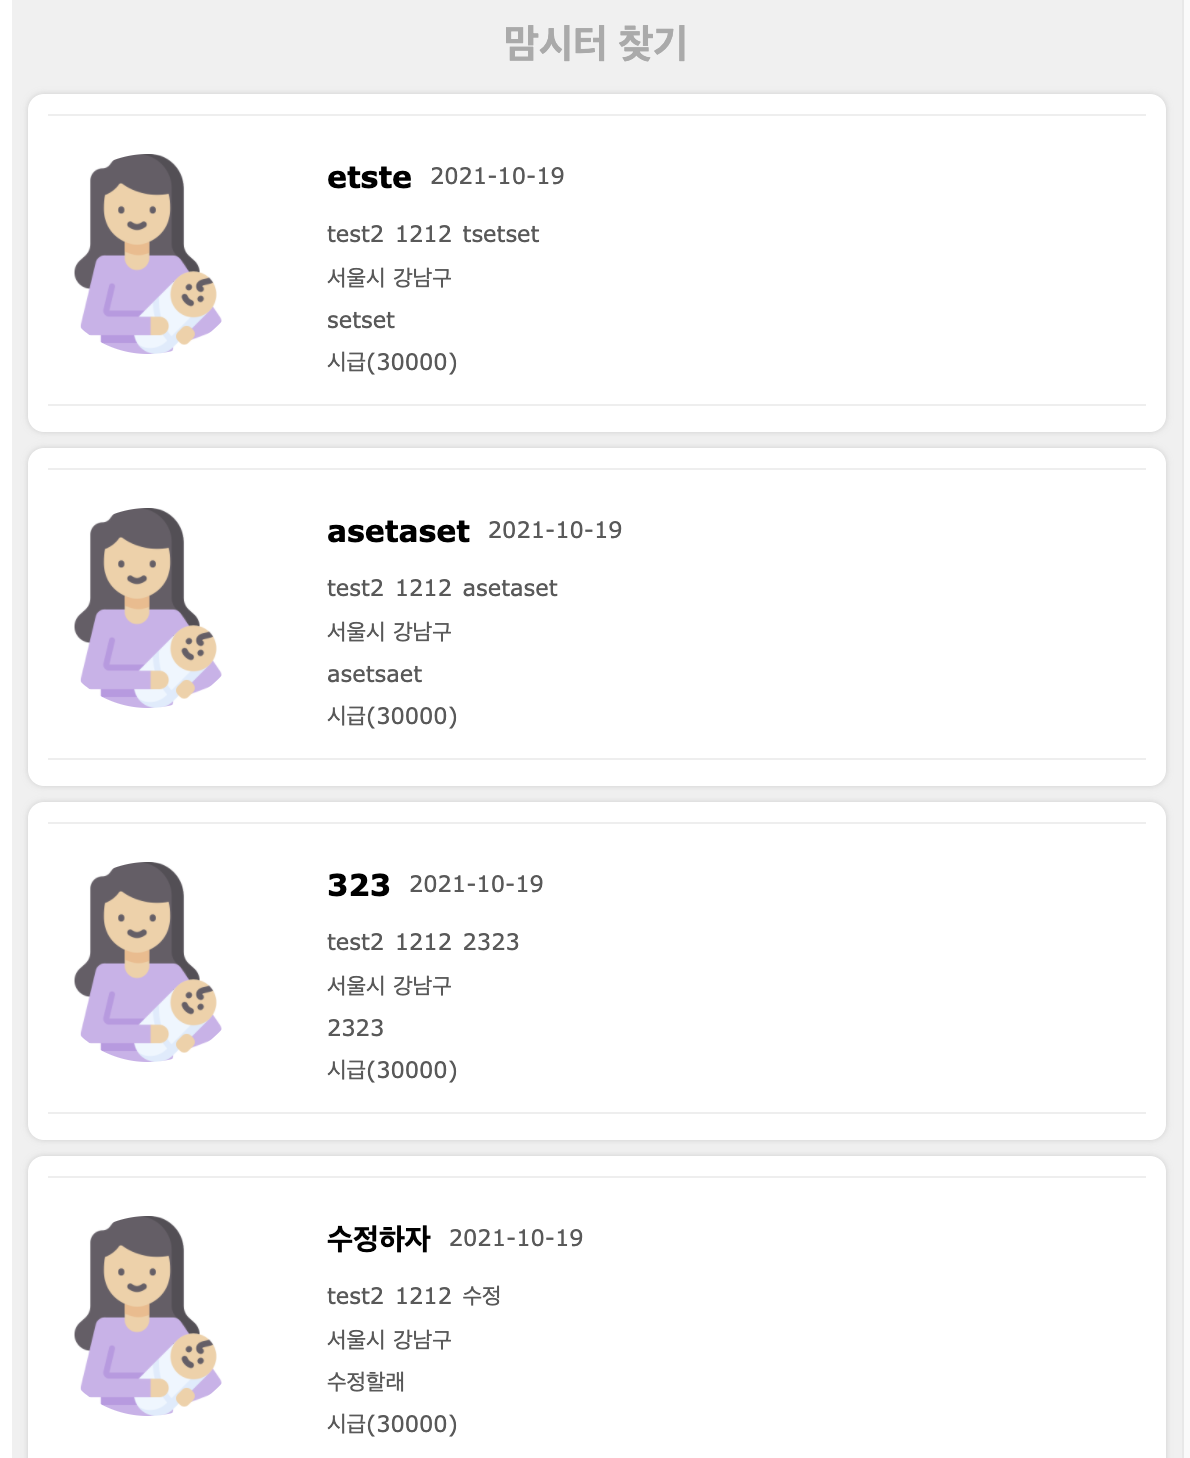 맘시터 찾기
etste 2021-10-19
test2 1212 tsetset
서울시 강남구
setset
시급(30000)
asetaset 2021-10-19
test2 1212 asetaset
서울시 강남구
asetsaet
시급(30000)
323 2021-10-19
test2 1212 2323
서울시 강남구
2323
시급(30000)
수정하자 2021-10-19
test2 1212 수정
서울시 강남구
수정할래
시급(30000)